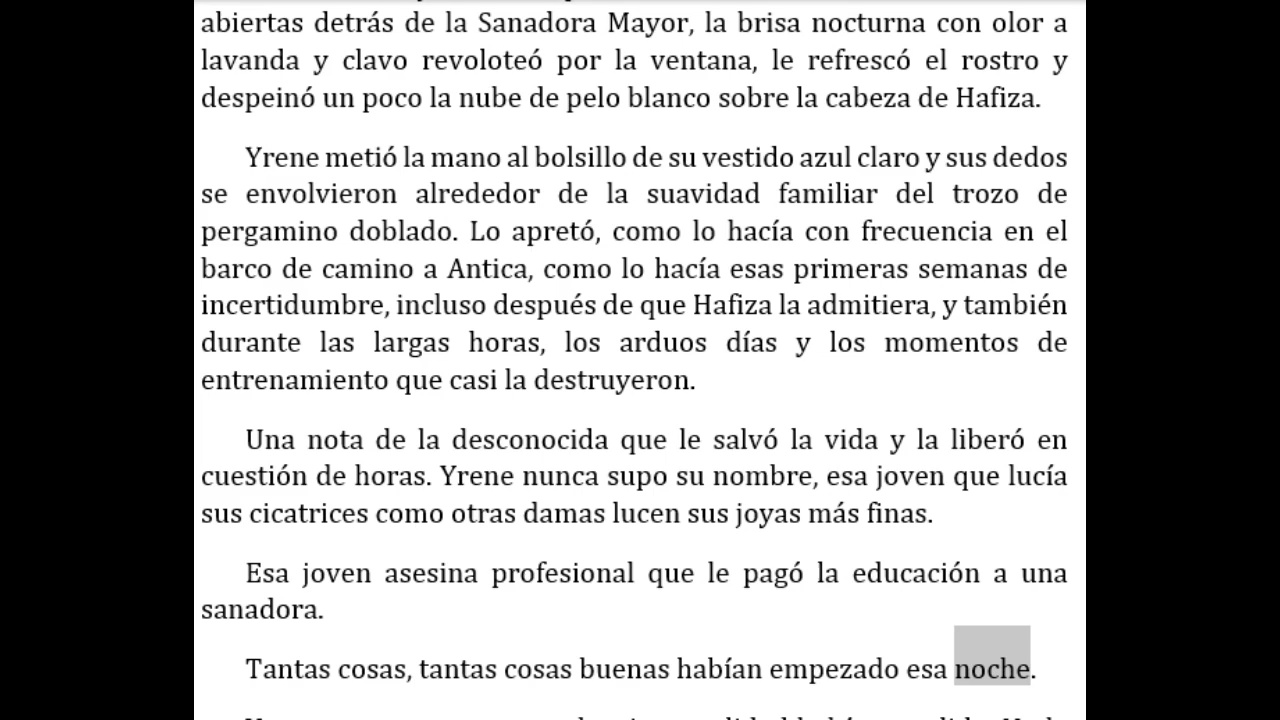 abiertas detrás de la Sanadora Mayor, la brisa nocturna con olor a
lavanda y clavo revoloteó por la ventana, le refrescó el rostro y
despeinó un poco la nube de pelo blanco sobre la cabeza de Hafiza.
Yrene metió la mano al bolsillo de su vestido azul claro y sus dedos
se envolvieron alrededor de la suavidad familiar del trozo de
pergamino doblado. Lo apretó, como lo hacía con frecuencia en el
barco de camino a Antica, como lo hacía esas primeras semanas de
incertidumbre, incluso después de que Hafiza la admitiera, y también
durante las largas horas, los arduos días y los momentos de
entrenamiento que casi la destruyeron.
Una nota de la desconocida que le salvó la vida y la liberó en
cuestión de horas. Yrene nunca supo su nombre, esa joven que lucía
sus cicatrices como otras damas lucen sus joyas más finas.
Esa joven asesina profesional que le pagó la educación a una
sanadora.
Tantas cosas, tantas cosas buenas habían empezado esa noche.